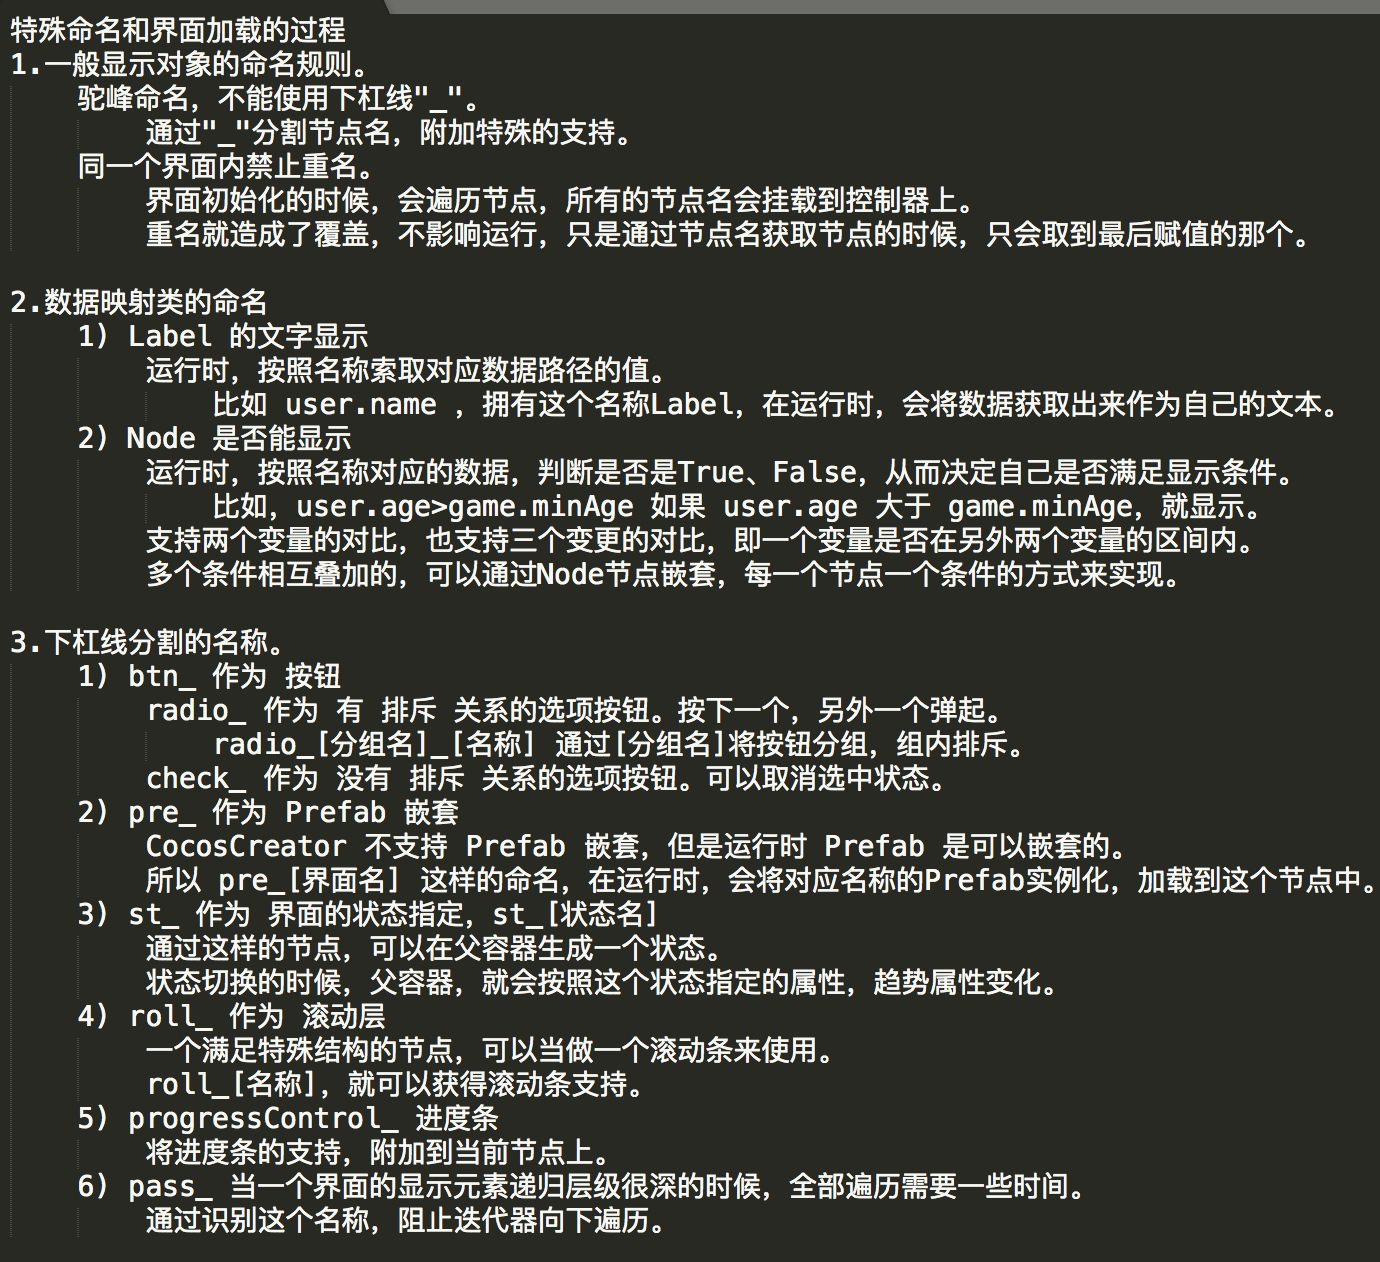 特殊命名和界面加载的过程
1.一般显示对象的命名规则。
驼峰命名，不能使用下杠线"_"。
通过"_"分割节点名，附加特殊的支持。
同一个界面内禁止重名。
界面初始化的时候，会遍历节点，所有的节点名会挂载到控制器上。
重名就造成了覆盖，不影响运行，只是通过节点名获取节点的时候，只会取到最后赋值的那个。
2.数据映射类的命名
1) Label 的文字显示
运行时，按照名称索取对应数据路径的值。
比如 user.name ，拥有这个名称Label，在运行时，会将数据获取出来作为自己的文本。
2) Node 是否能显示
运行时，按照名称对应的数据，判断是否是True、False，从而决定自己是否满足显示条件。
比如，user.age>game.minAge 如果 user.age 大于 game.minAge，就显示。
支持两个变量的对比，也支持三个变更的对比，即一个变量是否在另外两个变量的区间内。
多个条件相互叠加的，可以通过Node节点嵌套，每一个节点一个条件的方式来实现。
3.下杠线分割的名称。
1) btn_ 作为 按钮
radio_ 作为 有 排斥 关系的选项按钮。按下一个，另外一个弹起。
radio_[分组名]_[名称] 通过[分组名]将按钮分组，组内排斥。
check_ 作为 没有 排斥 关系的选项按钮。可以取消选中状态。
2) pre_ 作为 Prefab 嵌套
CocosCreator 不支持 Prefab 嵌套，但是运行时 Prefab 是可以嵌套的。
所以 pre_[界面名] 这样的命名，在运行时，会将对应名称的Prefab实例化，加载到这个节点中。
3) st_ 作为 界面的状态指定，st_[状态名]
通过这样的节点，可以在父容器生成一个状态。
状态切换的时候，父容器，就会按照这个状态指定的属性，趋势属性变化。
4) roll_ 作为 滚动层
一个满足特殊结构的节点，可以当做一个滚动条来使用。
roll_[名称]，就可以获得滚动条支持。
5) progressControl_ 进度条
将进度条的支持，附加到当前节点上。
6) pass_ 当一个界面的显示元素递归层级很深的时候，全部遍历需要一些时间。
通过识别这个名称，阻止迭代器向下遍历。